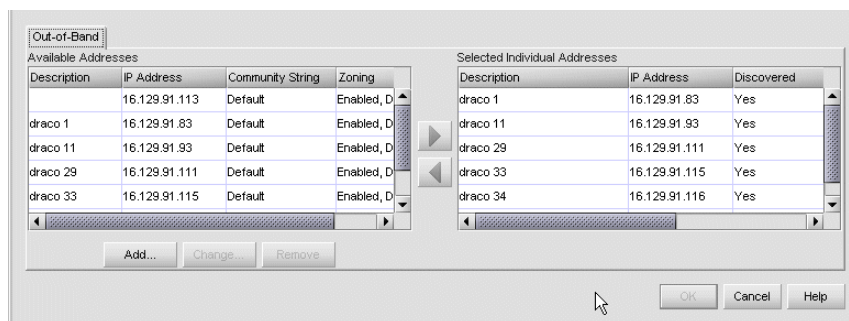 Out-of-Band
Available Addresses
Description IP Address Community String Zoning
16.129.91.113 Default Enabled, D
draco 1 16.129.91.83 Default Enabled, D
draco 11 16.129.91.93 Default Enabled, D
draco 29 16.129.91.111 Default Enabled, D
draco 33 16.129.91.115 Default Enabled, D
Add... Change... Remove
Selected Individual Addresses
Description IP Address Discovered
draco 1 16.129.91.83 Yes
draco 11 16.129.91.93 Yes
draco 29 16.129.91.111 Yes
draco 33 16.129.91.115 Yes
draco 34 16.129.91.116 Yes
OK Cancel Help